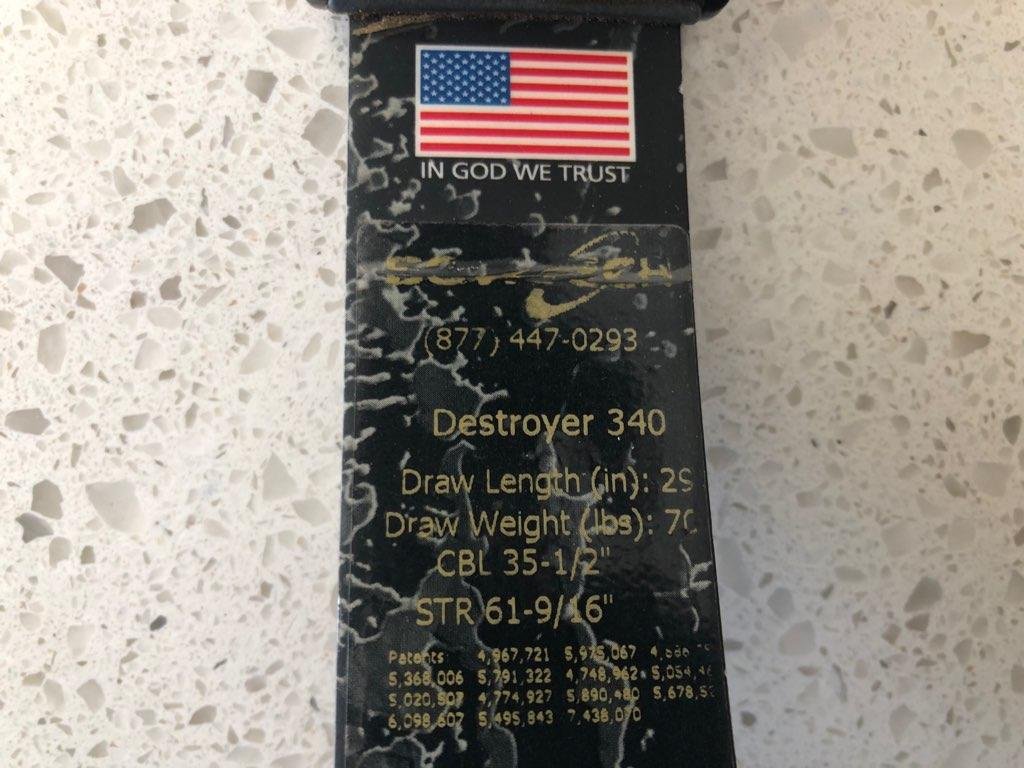 IN GOD WE TRUST
(877) 447-0293
Destroyer 340
Draw Length (in): 29
Draw Weight (lbs): 70
CBL 35-1/2"
STR 61-9/16"
Patents 4,967,721 5,975,067
5,368,006 5,791,322 4,748,962
5,020,507 4,774,927 5,890,480
6,098,607 5,495,843 7,438,070